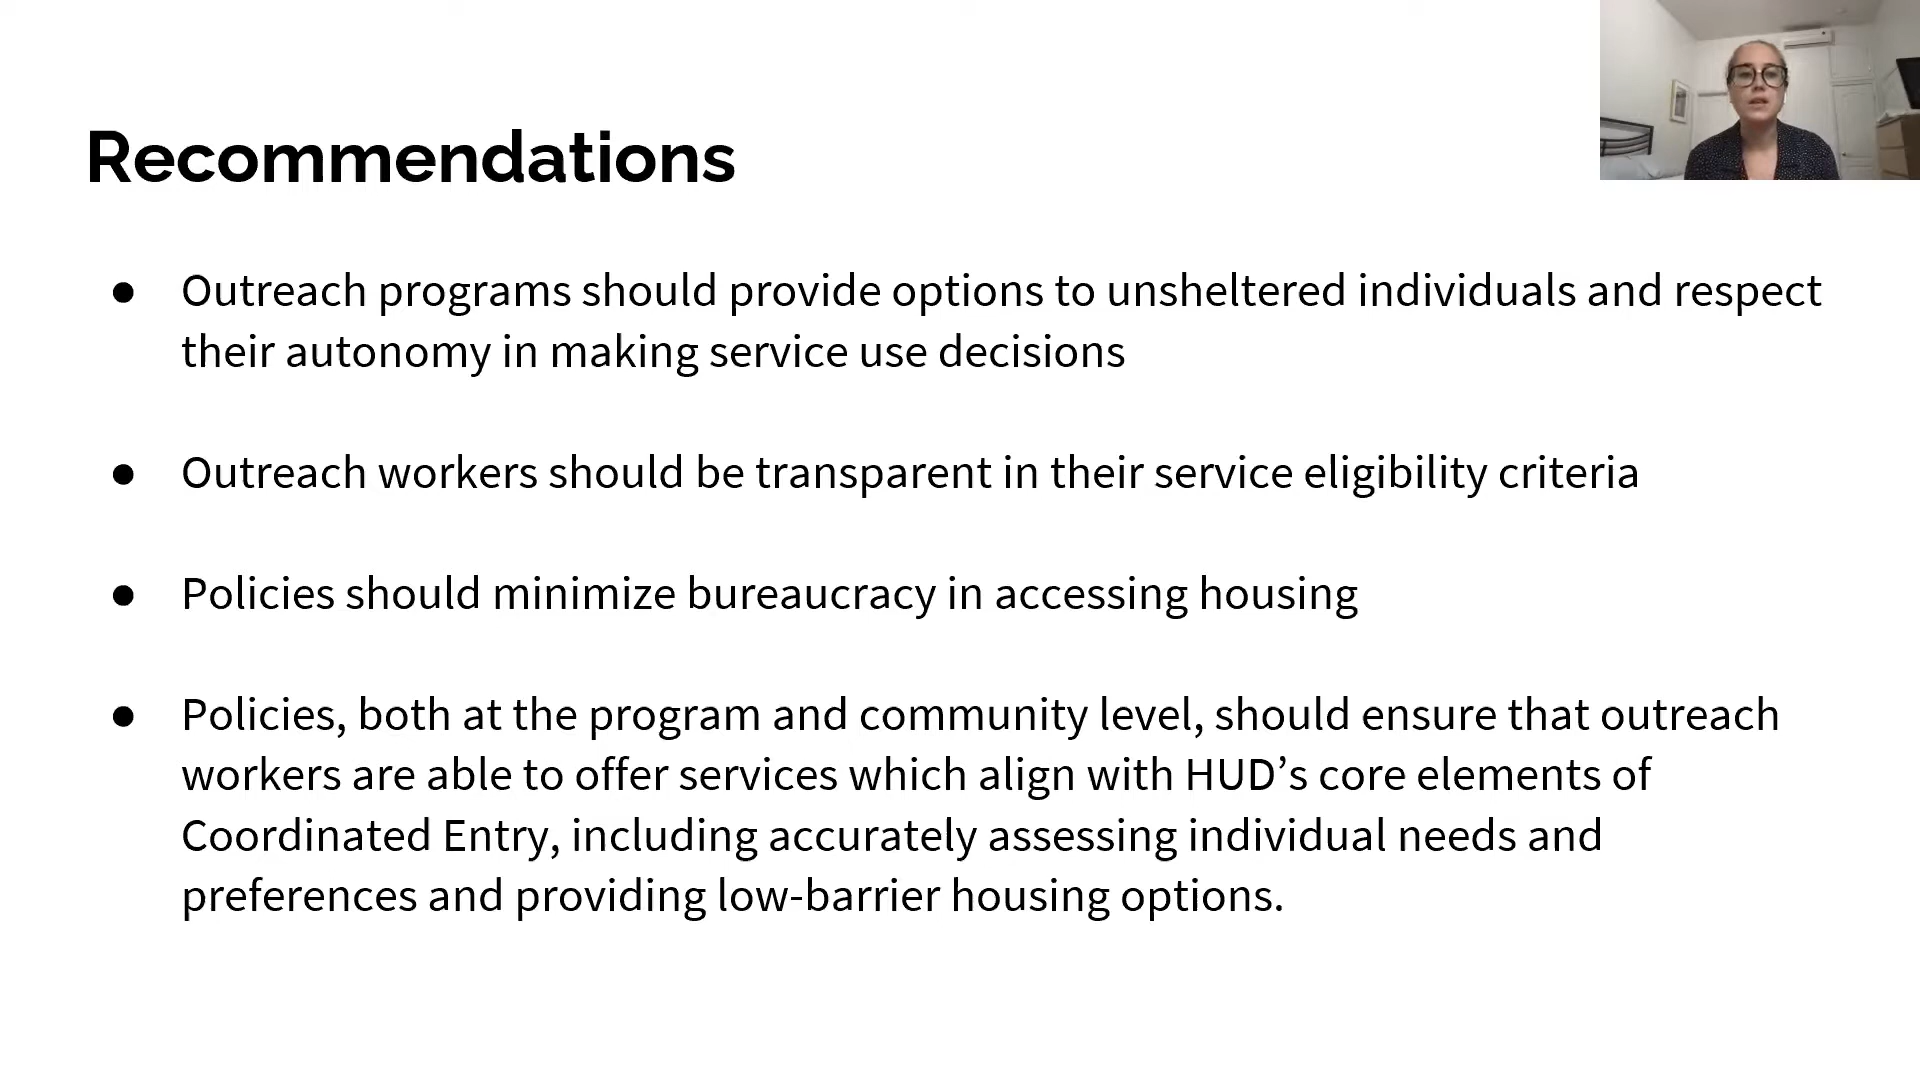 Recommendations
● Outreach programs should provide options to unsheltered individuals and respect
their autonomy in making service use decisions
● Outreach workers should be transparent in their service eligibility criteria
● Policies should minimize bureaucracy in accessing housing
● Policies, both at the program and community level, should ensure that outreach
workers are able to offer services which align with HUD’s core elements of
Coordinated Entry, including accurately assessing individual needs and
preferences and providing low-barrier housing options.